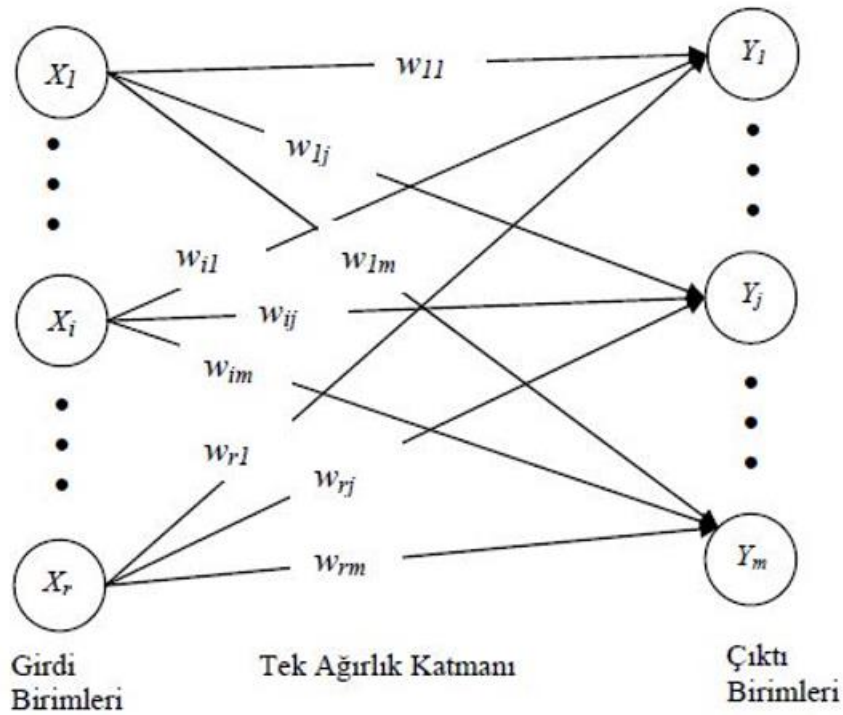 X1
w11
Y1
w1j
wi1
w1m
Xi
wij
Yj
wim
wr1
wrj
Xr
wrm
Ym
Girdi
Birimleri
Tek Ağırlık Katmanı
Çıktı
Birimleri